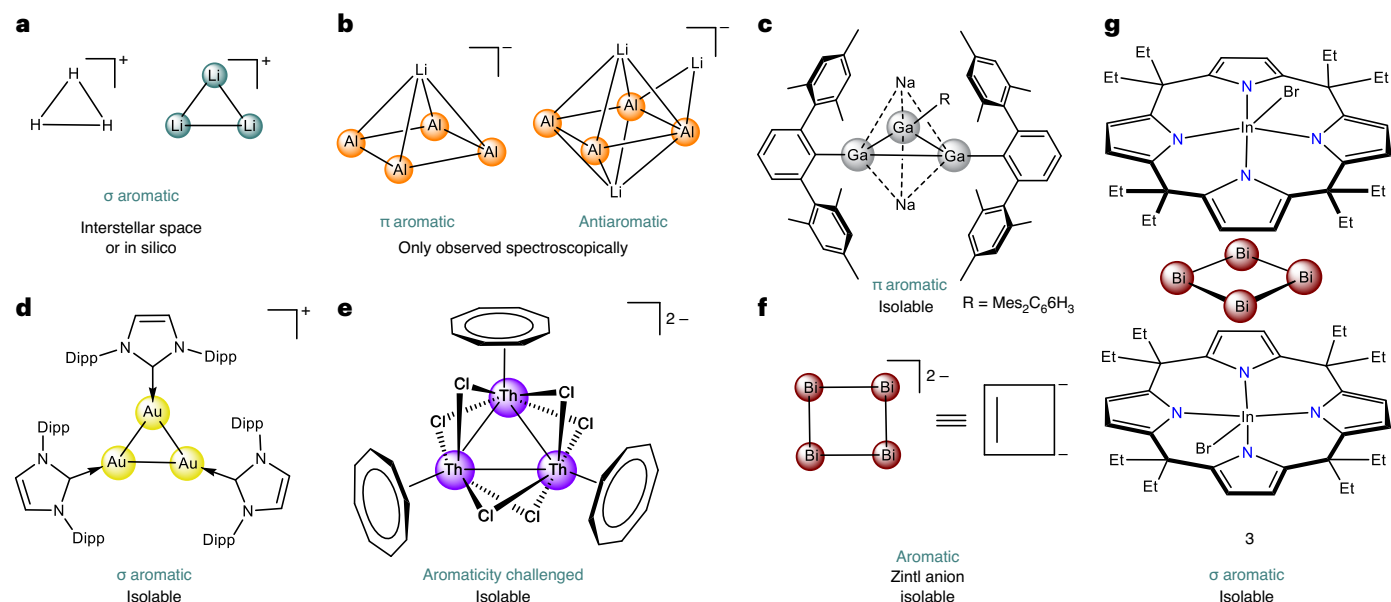 a
H
H
H
+
Li
Li
Li
+
σ aromatic
Interstellar space
or in silico
b
Li
Al
Al
Al
Al
−
π aromatic
Li
Li
Al
Al
Al
Al
Li
−
Antiaromatic
Only observed spectroscopically
c
Na
R
Ga
Ga
Ga
Na
π aromatic
Isolable
R = Mes2C66H3
d
+
Dipp
N
N
Dipp
Au
Au
Au
Dipp
N
N
Dipp
Dipp
N
N
Dipp
σ aromatic
Isolable
e
2 −
Cl
Th
Cl
Cl
Cl
Th
Th
Cl
Cl
Aromaticity challenged
Isolable
f
Bi
Bi
Bi
Bi
2 −
−
−
Aromatic
Zintl anion
isolable
g
Et
Et
Et
Et
N
Br
N
In
N
N
Et
Et
Et
Et
Bi
Bi
Bi
Bi
Et
Et
Et
Et
N
N
In
N
Br
N
Et
Et
Et
Et
3
σ aromatic
Isolable